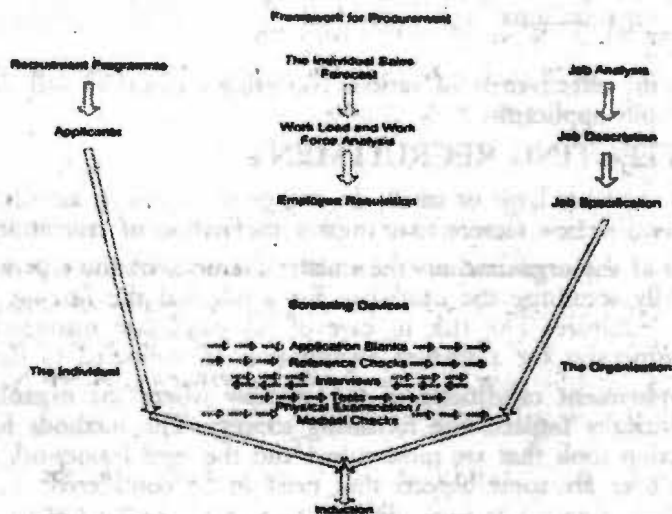 Framework for Procurement
Recruitment Programme
The Individual Sales
Forecast
Job Analysis
Applicants
Work Load and Work
Force Analysis
Job Description
Employee Requisition
Job Specification
Screening Devices
Application Blanks
Reference Checks
The Individual
Interviews
The Organisation
Tests
Physical Examination/
Checks
Induction